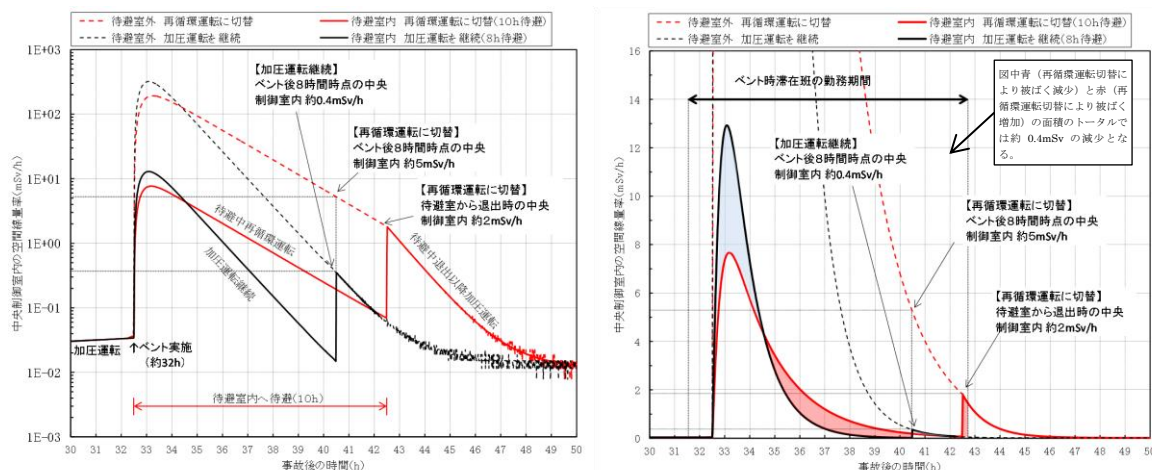 待避室外 再循環運転に切替
待避室内 再循環運転に切替(10h待避)
待避室外 加圧運転を継続
待避室内 加圧運転を継続(8h待避)
中央制御室内の空間線量率(mSv/h)
1E+03
1E+02
1E+01
1E+00
1E-01
1E-02
1E-03
【加圧運転継続】
ベント後8時間時点の中央
制御室内 約0.4mSv/h
【再循環運転に切替】
ベント後8時間時点の中央
制御室内 約5mSv/h
【再循環運転に切替】
待避室から退出時の中央
制御室内 約2mSv/h
待避中再循環運転
加圧運転継続
待避中退出以降加圧運転
加圧運転
↑ベント実施
（約32h）
待避室内へ待避(10h)
30 31 32 33 34 35 36 37 38 39 40 41 42 43 44 45 46 47 48 49 50
事故後の時間(h)
待避室外 再循環運転に切替
待避室内 再循環運転に切替(10h待避)
待避室外 加圧運転を継続
待避室内 加圧運転を継続(8h待避)
中央制御室内の空間線量率(mSv/h)
16
14
12
10
8
6
4
2
0
ベント時滞在班の勤務期間
図中青（再循環運転切替に
より被ばく減少）と赤（再
循環運転切替により被ばく
増加）の面積のトータルで
は約 0.4mSv の減少とな
る。
【加圧運転継続】
ベント後8時間時点の中央
制御室内 約0.4mSv/h
【再循環運転に切替】
ベント後8時間時点の中央
制御室内 約5mSv/h
【再循環運転に切替】
待避室から退出時の中央
制御室内 約2mSv/h
30 31 32 33 34 35 36 37 38 39 40 41 42 43 44 45 46 47 48 49 50
事故後の時間(h)